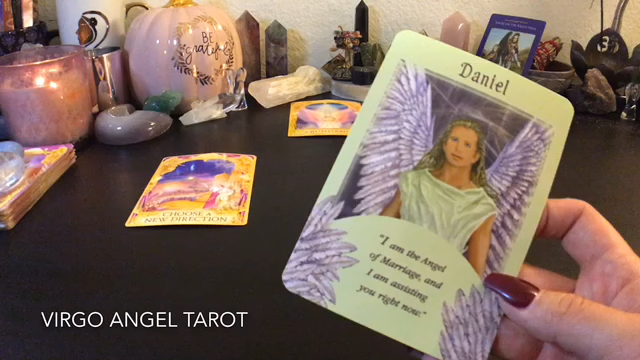 BE
grateful
Daniel
CHOOSE A
NEW DIRECTION
"I am the Angel
of Marriage, and
I am assisting
you right now."
VIRGO ANGEL TAROT